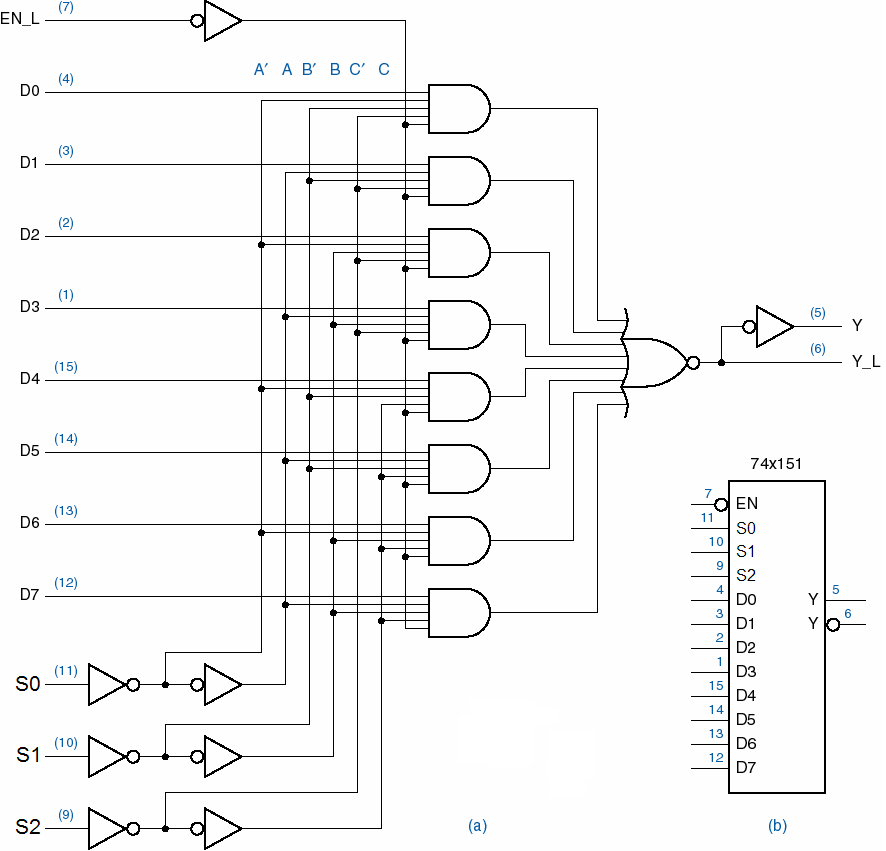 EN_L (7)
A′ A B′ B C′ C
D0 (4)
D1 (3)
D2 (2)
D3 (1)
D4 (15)
D5 (14)
D6 (13)
D7 (12)
S0 (11)
S1 (10)
S2 (9)
(5) Y
(6) Y_L
(a)
74x151
7 EN
11 S0
10 S1
9 S2
4 D0 Y 5
3 D1 Y 6
2 D2
1 D3
15 D4
14 D5
13 D6
12 D7
(b)